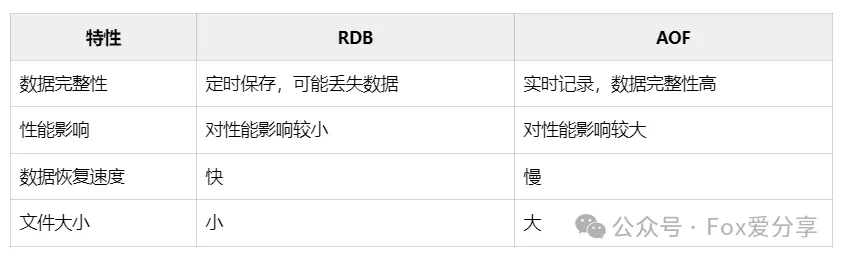 特性 RDB AOF
数据完整性 定时保存，可能丢失数据 实时记录，数据完整性高
性能影响 对性能影响较小 对性能影响较大
数据恢复速度 快 慢
文件大小 小 大
公众号 · Fox爱分享